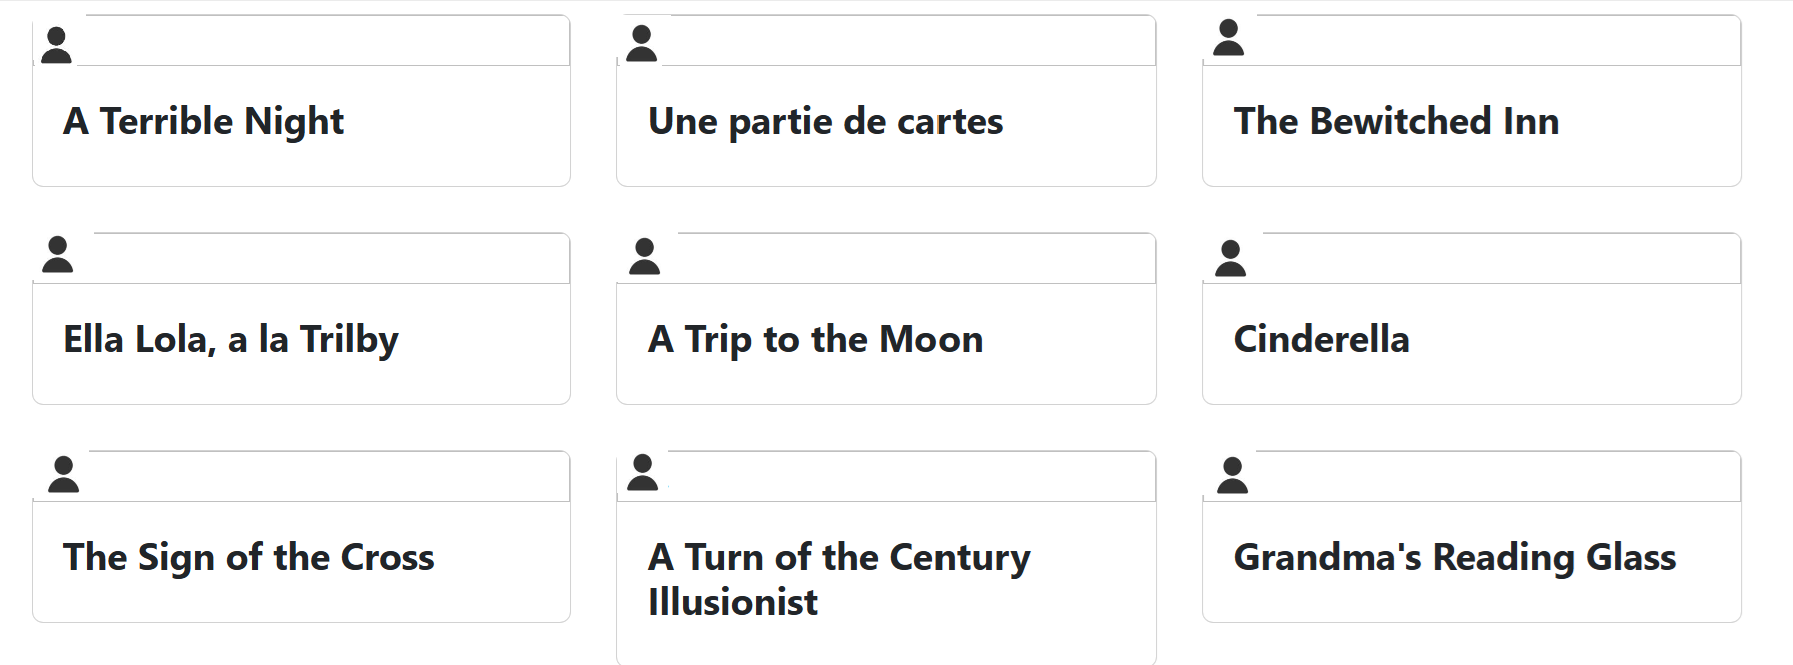 A Terrible Night
Une partie de cartes
The Bewitched Inn
Ella Lola, a la Trilby
A Trip to the Moon
Cinderella
The Sign of the Cross
A Turn of the Century
Illusionist
Grandma's Reading Glass